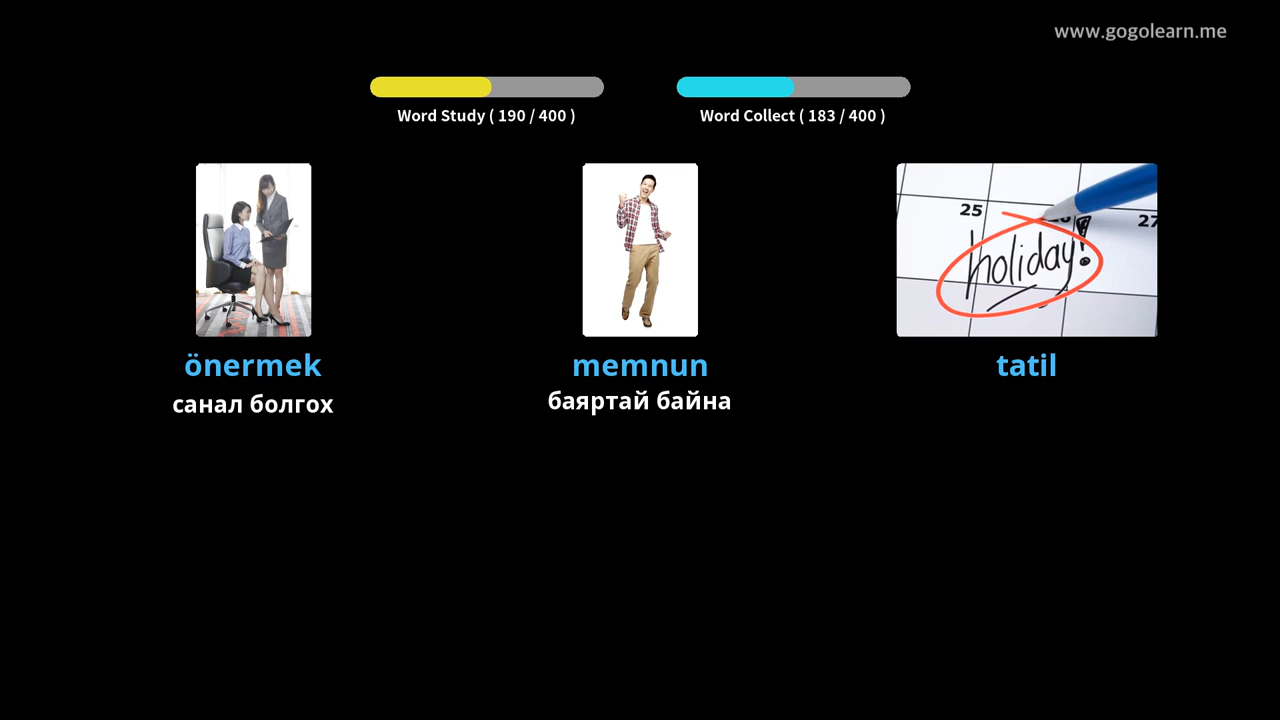 www.gogolearn.me
Word Study ( 190 / 400 )
Word Collect ( 183 / 400 )
25
27
holiday!
önermek
memnun
tatil
санал болгох
баяртай байна